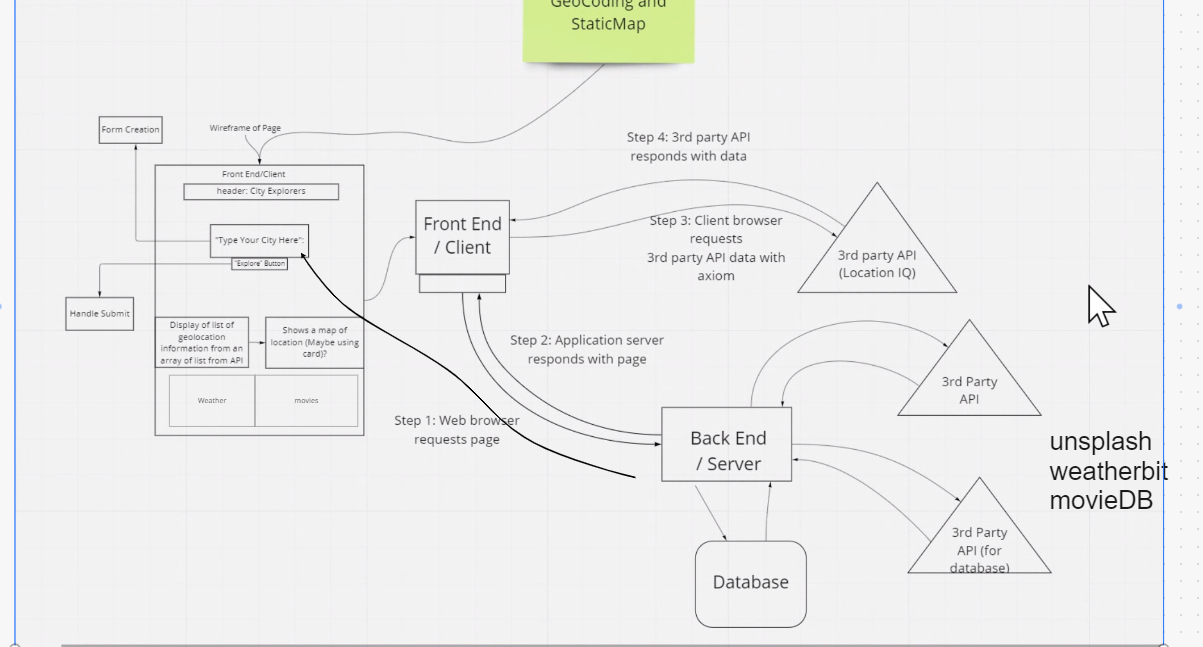 GeoCoding and
StaticMap
Form Creation
Wireframe of Page
Front End/Client
header: City Explorers
"Type Your City Here":
"Explore" Button
Handle Submit
Display of list of
geolocation
information from an
array of list from API
Shows a map of
location (Maybe using
card)?
Weather
movies
Front End
/ Client
Step 4: 3rd party API
responds with data
Step 3: Client browser
requests
3rd party API data with
axiom
3rd party API
(Location IQ)
Step 2: Application server
responds with page
Step 1: Web browser
requests page
Back End
/ Server
3rd Party
API
unsplash
weatherbit
movieDB
3rd Party
API (for
database)
Database